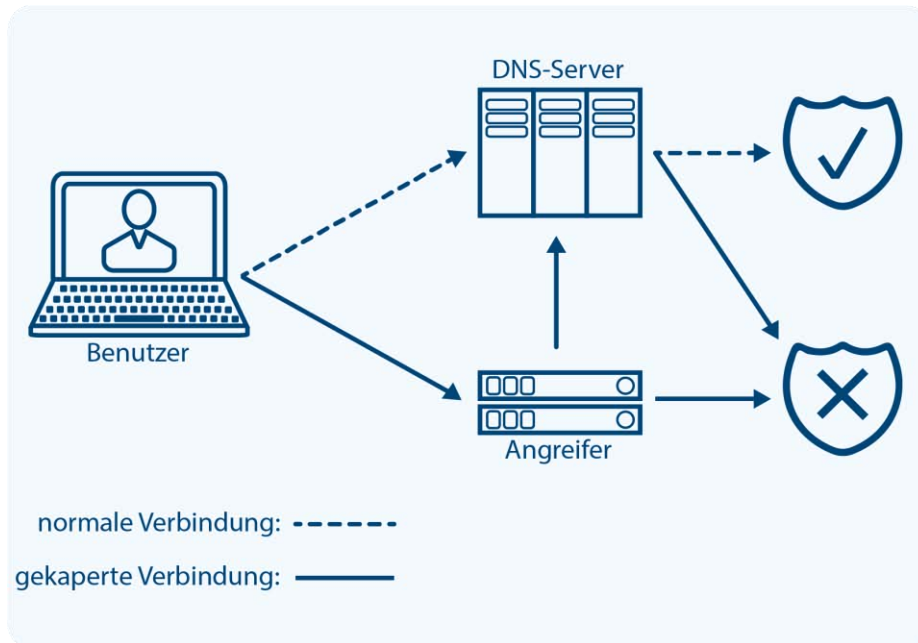 DNS-Server
Benutzer
Angreifer
normale Verbindung:
gekaperte Verbindung: